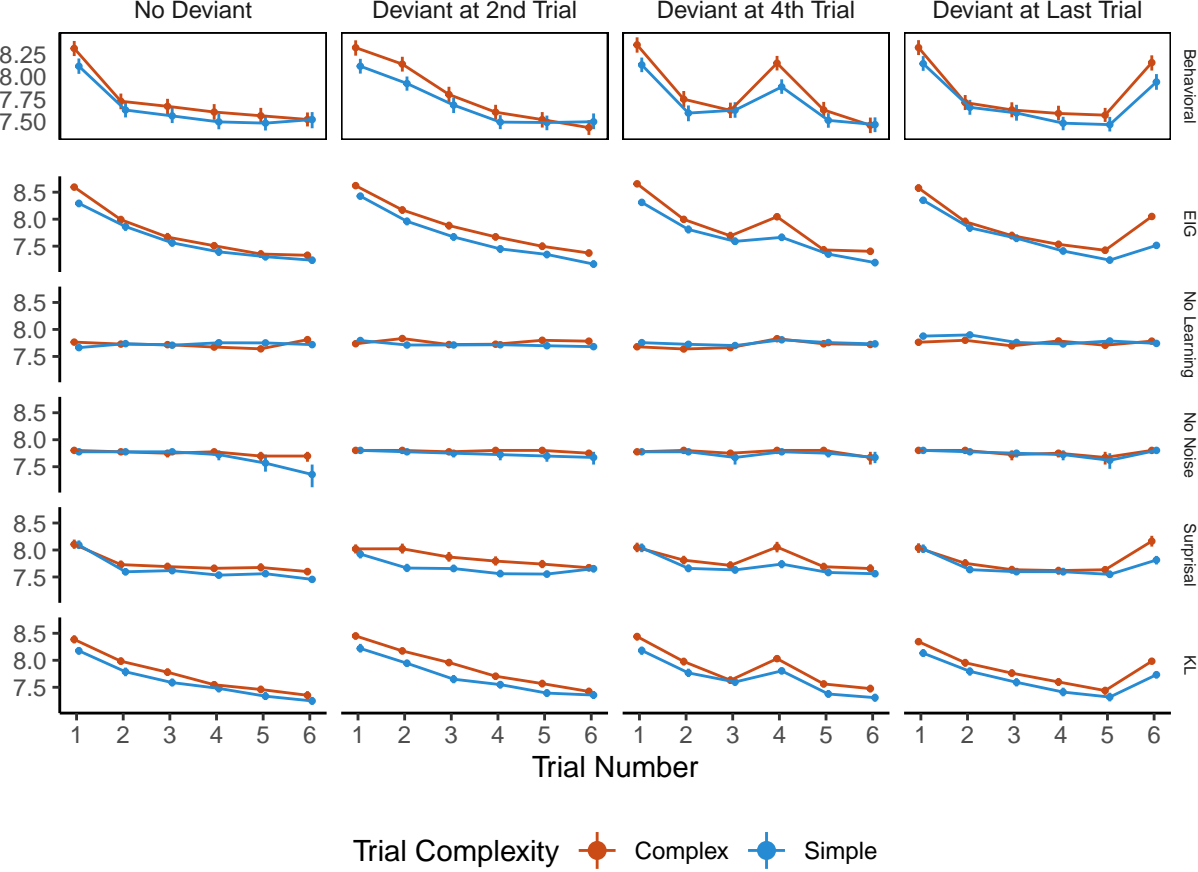 No Deviant
Deviant at 2nd Trial
Deviant at 4th Trial
Deviant at Last Trial
8.25
8.00
7.75
7.50
Behavioral
8.5
8.0
7.5
EIG
8.5
8.0
7.5
No Learning
8.5
8.0
7.5
No Noise
8.5
8.0
7.5
Surprisal
8.5
8.0
7.5
KL
1 2 3 4 5 6
1 2 3 4 5 6
1 2 3 4 5 6
1 2 3 4 5 6
Trial Number
Trial Complexity
Complex
Simple